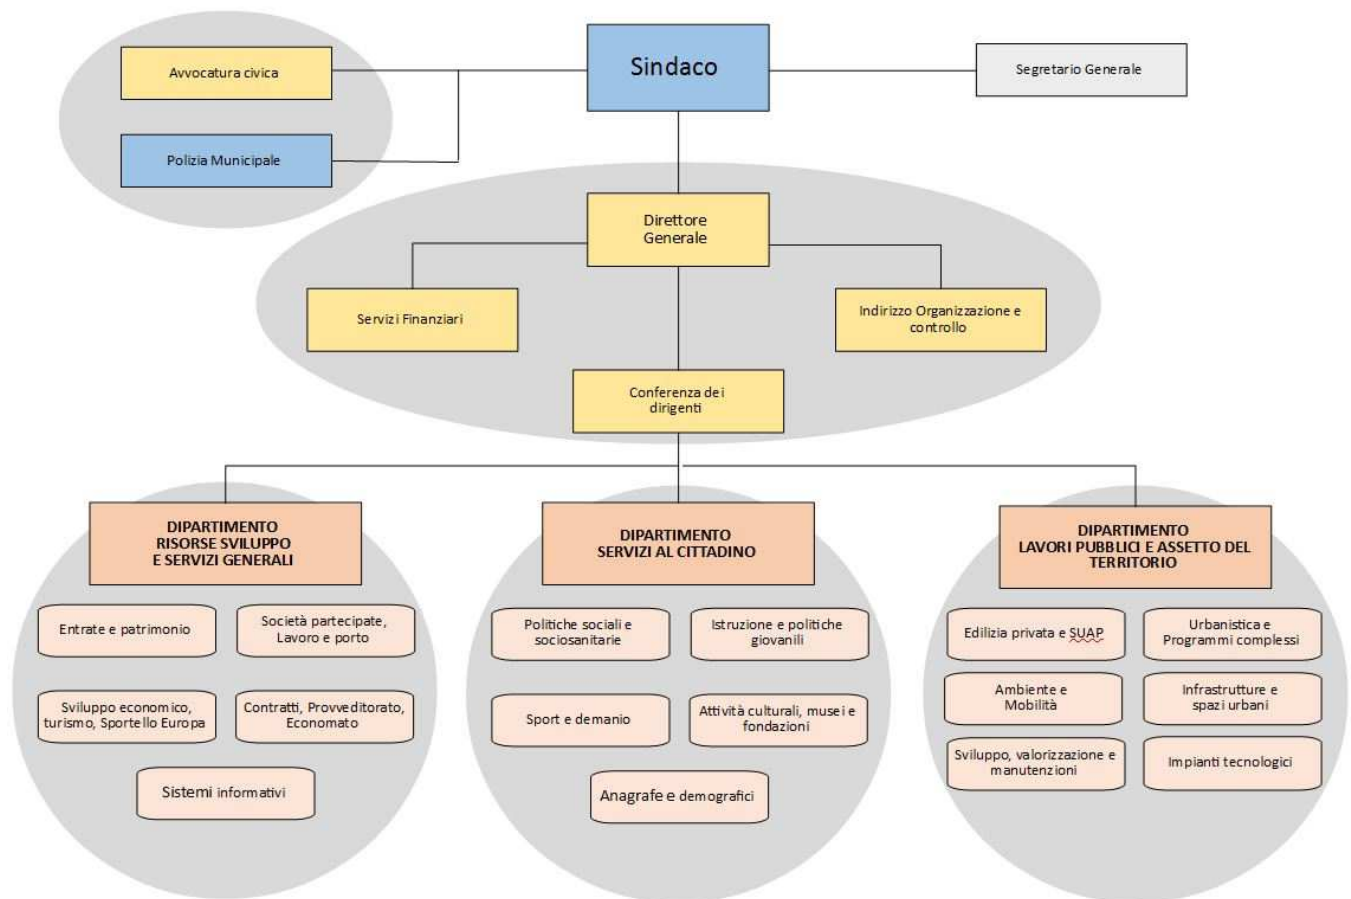 Avvocatura civica
Sindaco
Segretario Generale
Polizia Municipale
Direttore
Generale
Servizi Finanziari
Indirizzo Organizzazione e
controllo
Conferenza dei
dirigenti
DIPARTIMENTO
RISORSE SVILUPPO
E SERVIZI GENERALI
Entrate e patrimonio
Società partecipate,
Lavoro e porto
Sviluppo economico,
turismo, Sportello Europa
Contratti, Provveditorato,
Economato
Sistemi informativi
DIPARTIMENTO
SERVIZI AL CITTADINO
Politiche sociali e
sociosanitarie
Istruzione e politiche
giovanili
Sport e demanio
Attività culturali, musei e
fondazioni
Anagrafe e demografici
DIPARTIMENTO
LAVORI PUBBLICI E ASSETTO DEL
TERRITORIO
Edilizia privata e SUAP
Urbanistica e
Programmi complessi
Ambiente e
Mobilità
Infrastrutture e
spazi urbani
Sviluppo, valorizzazione e
manutenzioni
Impianti tecnologici